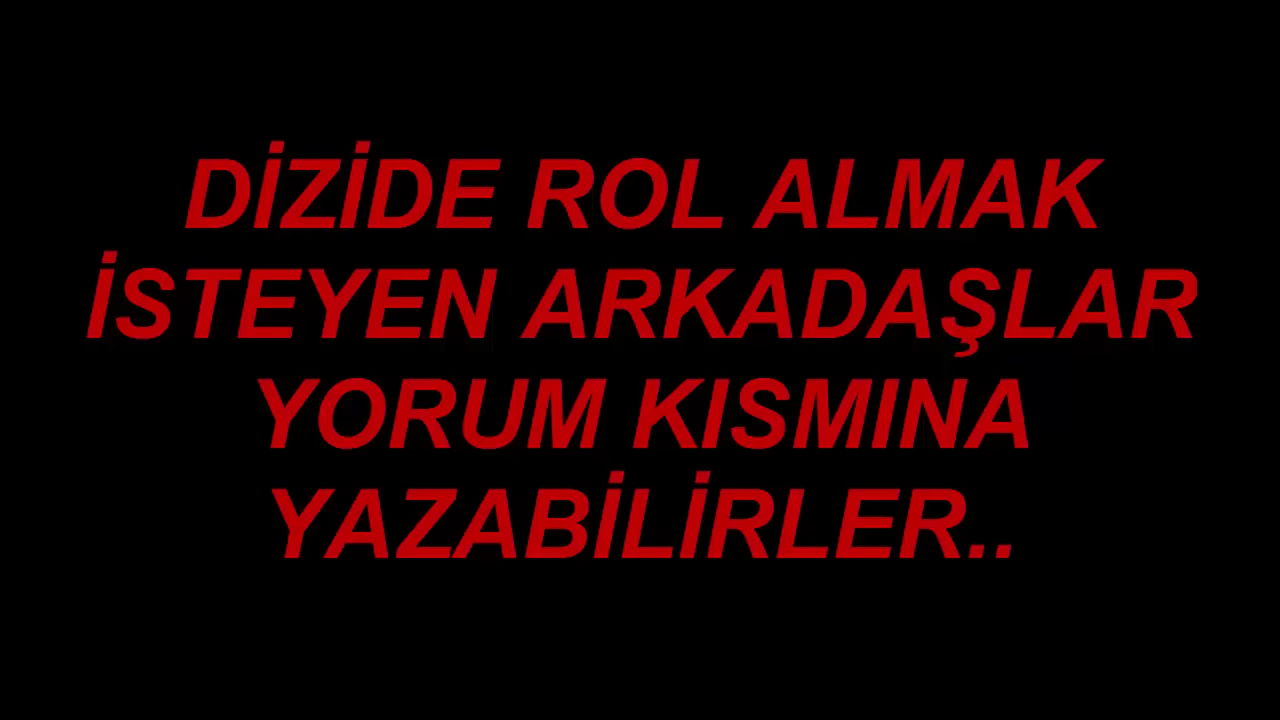 DİZİDE ROL ALMAK
İSTEYEN ARKADAŞLAR
YORUM KISMINA
YAZABİLİRLER..